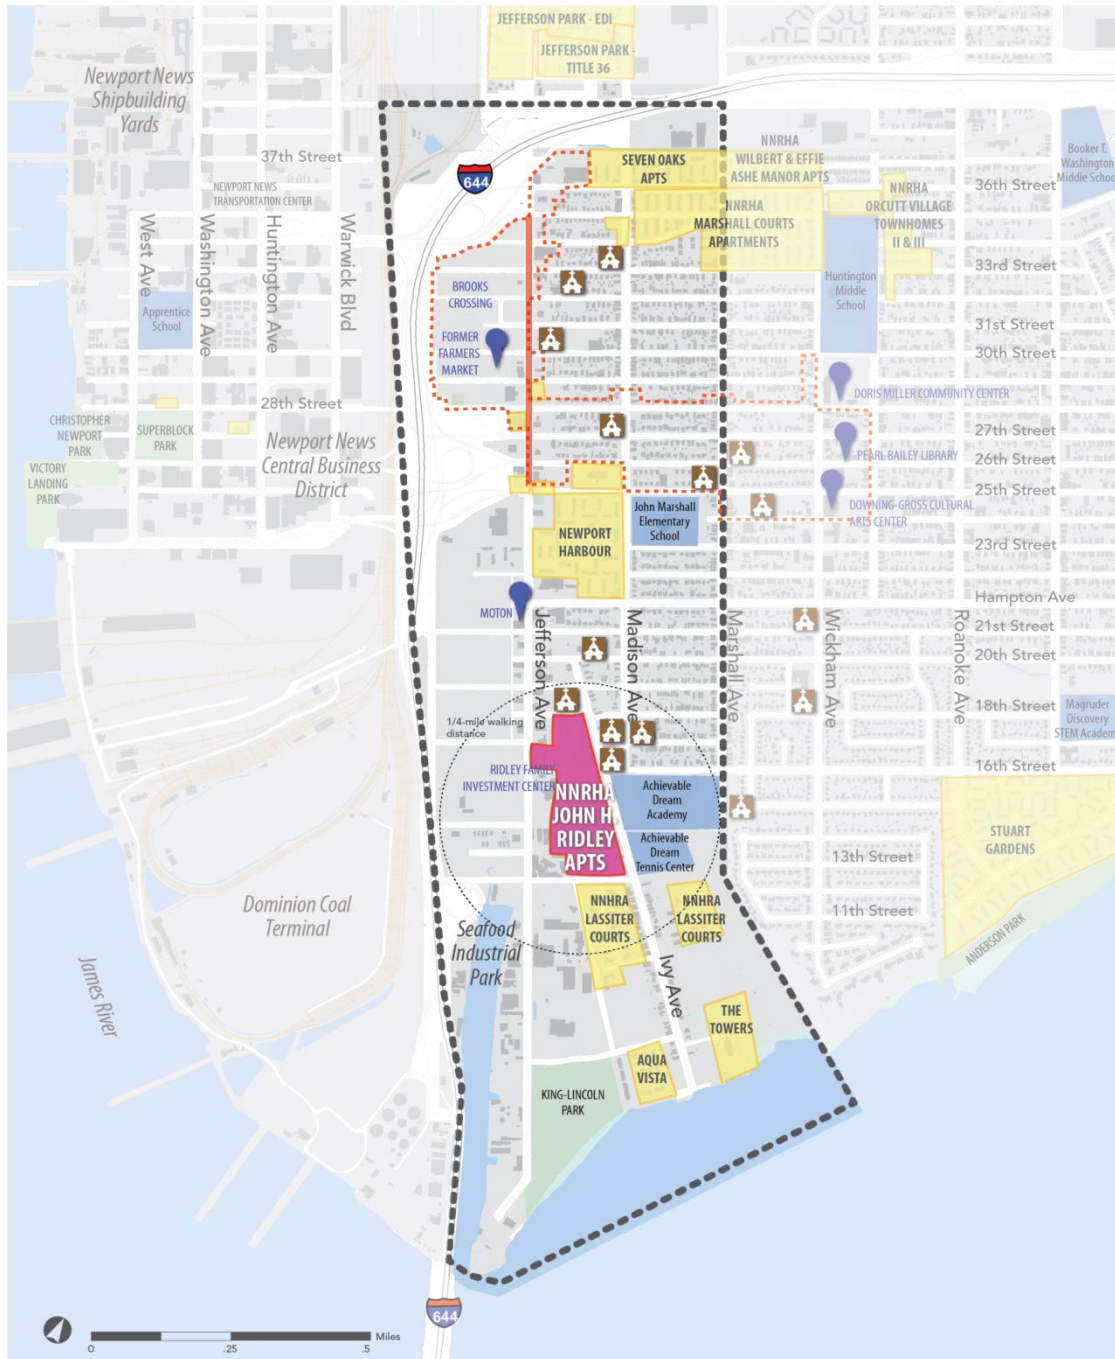 JEFFERSON PARK - EDI
JEFFERSON PARK -
TITLE 36
Newport News
Shipbuilding
Yards
37th Street
NEWPORT NEWS
TRANSPORTATION CENTER
644
SEVEN OAKS
APTS
NNRHA
WILBERT & EFFIE
ASHE MANOR APTS
Booker T.
Washington
Middle School
36th Street
NNRHA
MARSHALL COURTS
APARTMENTS
NNRHA
ORCUTT VILLAGE
TOWNHOMES
II & III
West Ave
Washington Ave
Huntington Ave
Warwick Blvd
33rd Street
Huntington
Middle
School
BROOKS
CROSSING
Apprentice
School
31st Street
FORMER
FARMERS
MARKET
30th Street
28th Street
DORIS MILLER COMMUNITY CENTER
CHRISTOPHER
NEWPORT
PARK
SUPERBLOCK
PARK
27th Street
Newport News
Central Business
District
PEARL BAILEY LIBRARY
26th Street
VICTORY
LANDING
PARK
25th Street
John Marshall
Elementary
School
DOWNING-GROSS CULTURAL
ARTS CENTER
NEWPORT
HARBOUR
23rd Street
Hampton Ave
MOTON
Jefferson Ave
Madison Ave
Marshall Ave
Wickham Ave
Roanoke Ave
21st Street
20th Street
18th Street
Magruder
Discovery
STEM Academ
1/4-mile walking
distance
16th Street
RIDLEY FAMILY
INVESTMENT CENTER
NNRHA
JOHN H.
RIDLEY
APTS
Achievable
Dream
Academy
Achievable
Dream
Tennis Center
STUART
GARDENS
13th Street
11th Street
Dominion Coal
Terminal
NNHRA
LASSITER
COURTS
NNHRA
LASSITER
COURTS
Seafood
Industrial
Park
ANDERSON PARK
James River
Ivy Ave
THE
TOWERS
AQUA
VISTA
KING-LINCOLN
PARK
644
Miles
0
.25
.5